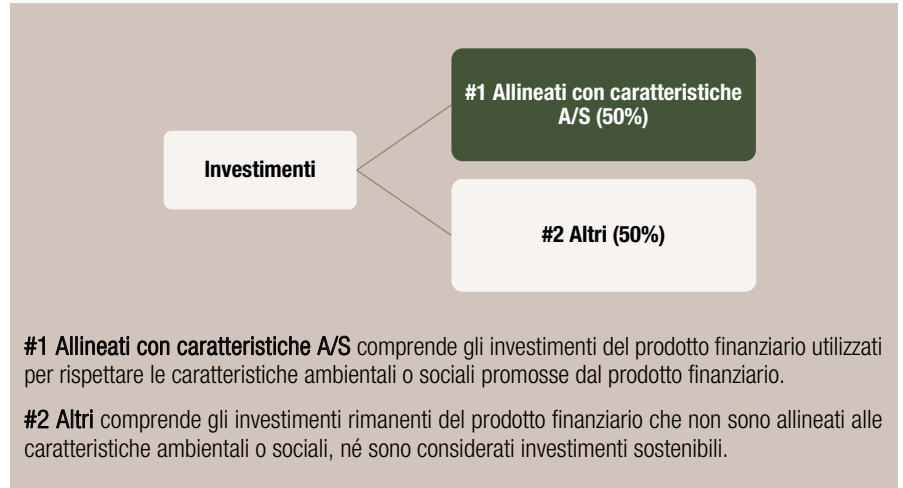 #1 Allineati con caratteristiche
A/S (50%)
Investimenti
#2 Altri (50%)
#1 Allineati con caratteristiche A/S comprende gli investimenti del prodotto finanziario utilizzati
per rispettare le caratteristiche ambientali o sociali promosse dal prodotto finanziario.
#2 Altri comprende gli investimenti rimanenti del prodotto finanziario che non sono allineati alle
caratteristiche ambientali o sociali, né sono considerati investimenti sostenibili.